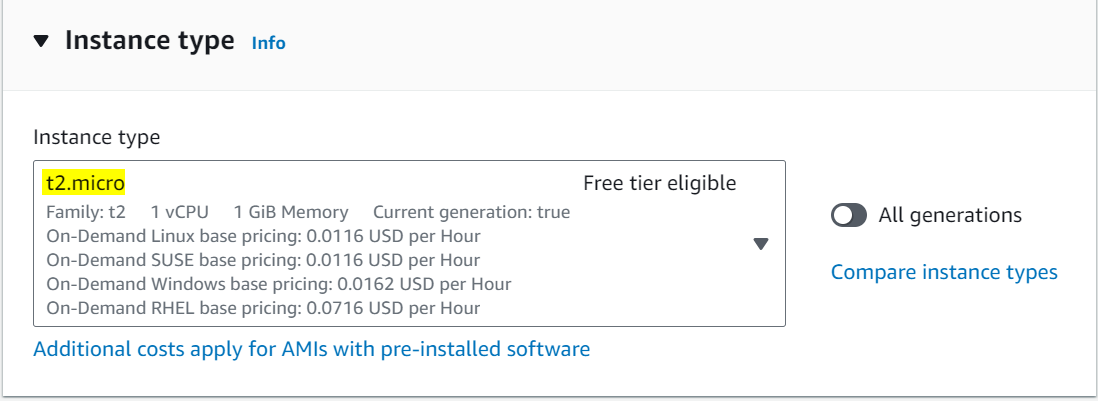 Instance type Info
Instance type
t2.micro Free tier eligible
Family: t2 1 vCPU 1 GiB Memory Current generation: true
On-Demand Linux base pricing: 0.0116 USD per Hour
On-Demand SUSE base pricing: 0.0116 USD per Hour
On-Demand Windows base pricing: 0.0162 USD per Hour
On-Demand RHEL base pricing: 0.0716 USD per Hour
All generations
Compare instance types
Additional costs apply for AMIs with pre-installed software